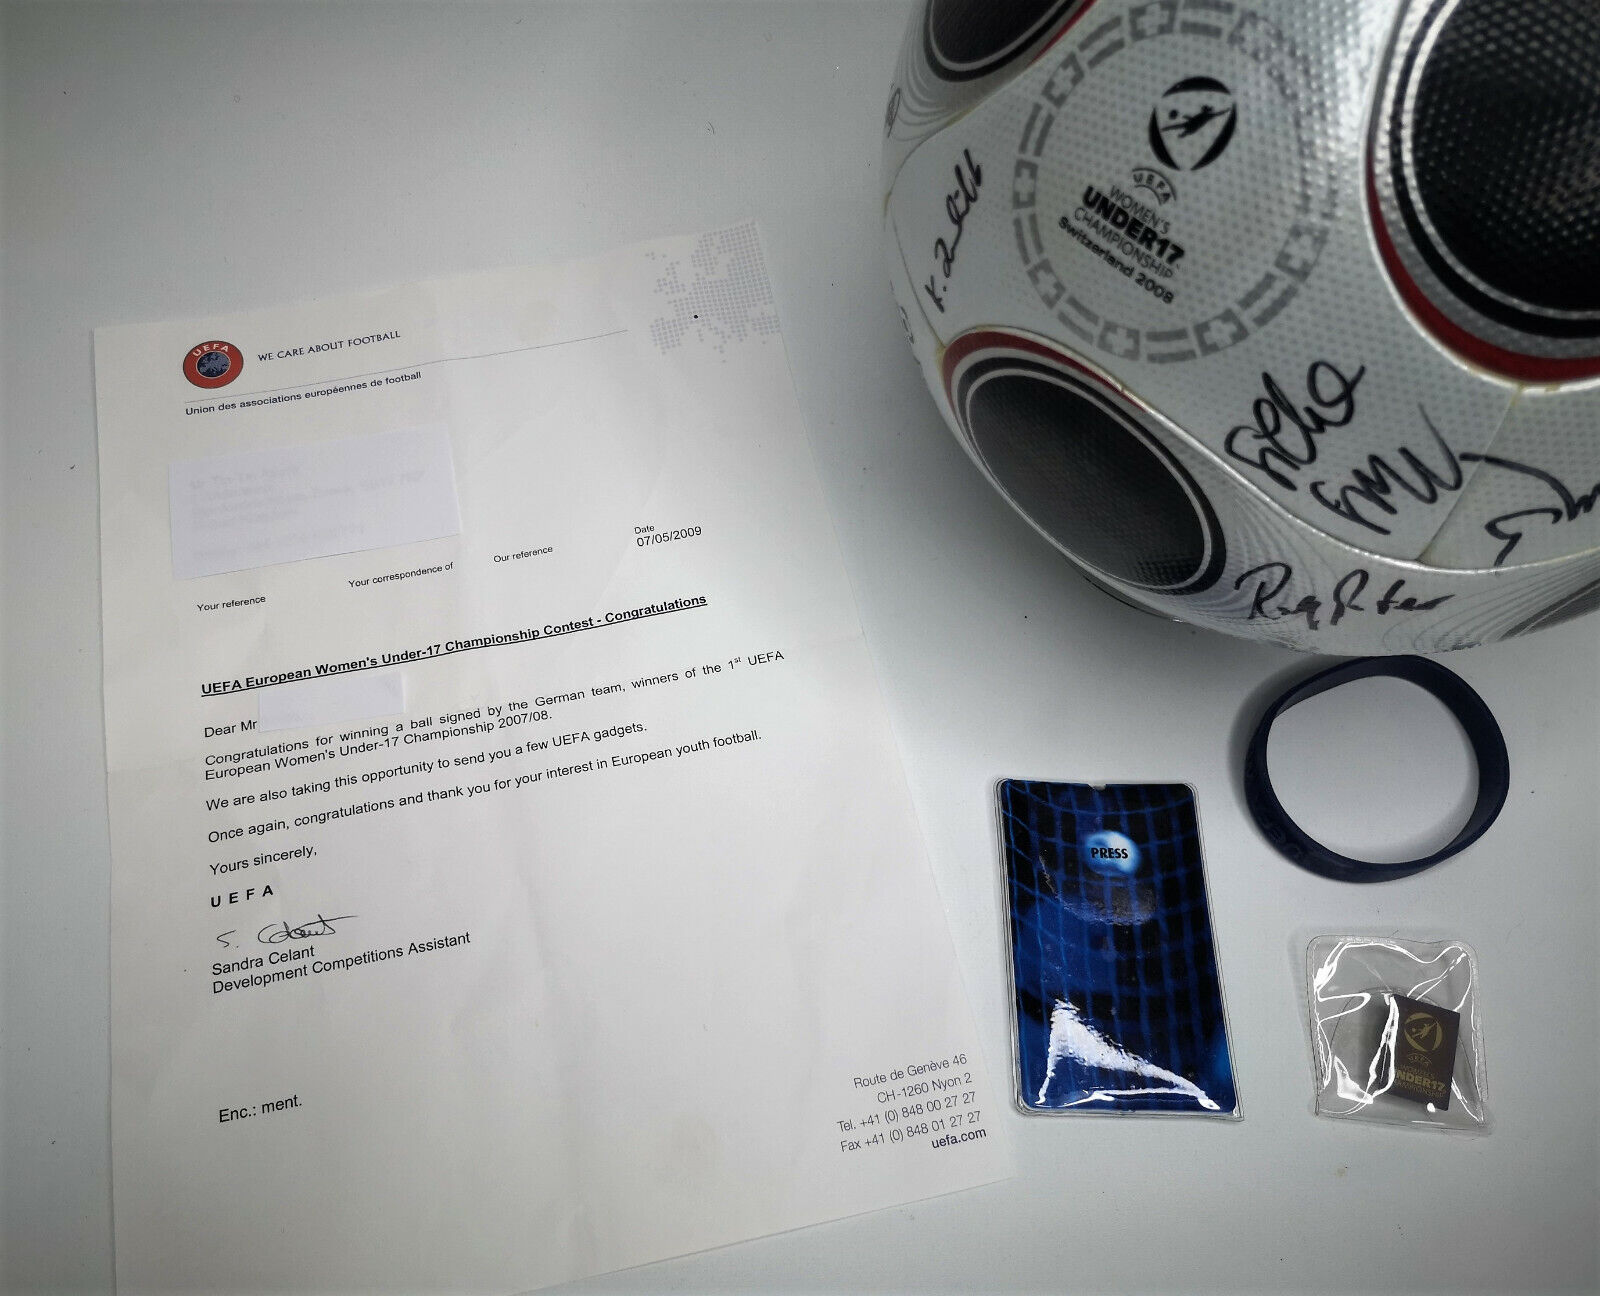 UEFA
WE CARE ABOUT FOOTBALL
Union des associations européennes de football
Your reference
Your correspondence of
Our reference
Date
07/05/2009
UEFA European Women's Under-17 Championship Contest - Congratulations
Dear Mr
Congratulations for winning a ball signed by the German team, winners of the 1st UEFA
European Women's Under-17 Championship 2007/08.
We are also taking this opportunity to send you a few UEFA gadgets.
Once again, congratulations and thank you for your interest in European youth football.
Yours sincerely,
U E F A
S. Celant
Sandra Celant
Development Competitions Assistant
Enc.: ment.
Route de Genève 46
CH-1260 Nyon 2
Tel. +41 (0) 848 00 27 27
Fax +41 (0) 848 01 27 27
uefa.com
UEFA
WOMEN'S
UNDER17
CHAMPIONSHIP
Switzerland 2008
PRESS
UEFA
WOMEN'S
UNDER17
CHAMPIONSHIP